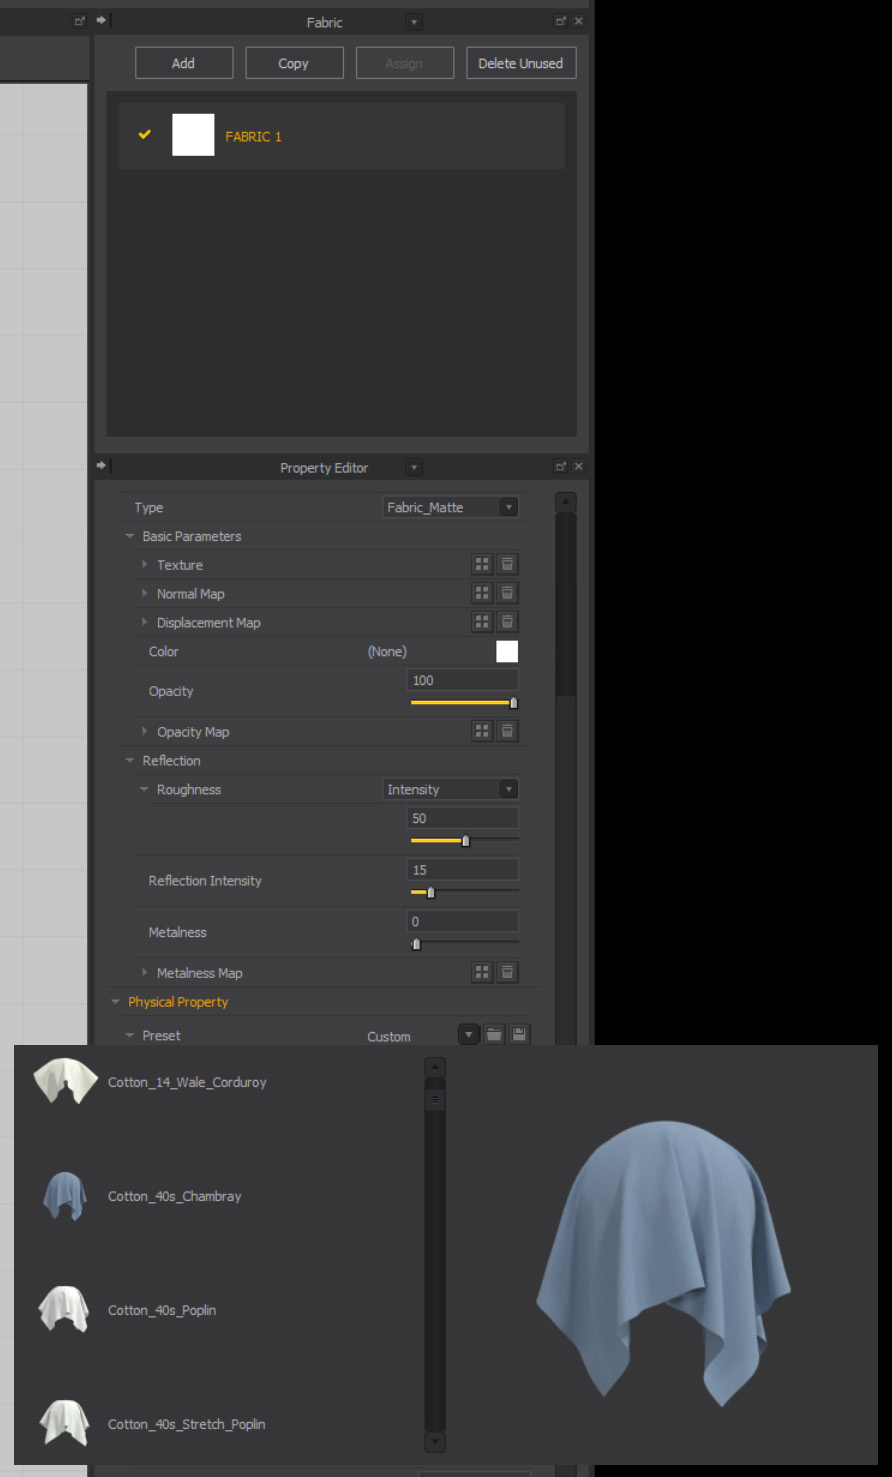 Fabric
Add
Copy
Assign
Delete Unused
FABRIC 1
Property Editor
Type
Fabric_Matte
Basic Parameters
Texture
Normal Map
Displacement Map
Color
(None)
Opacity
100
Opacity Map
Reflection
Roughness
Intensity
50
Reflection Intensity
15
Metalness
0
Metalness Map
Physical Property
Preset
Custom
Cotton_14_Wale_Corduroy
Cotton_40s_Chambray
Cotton_40s_Poplin
Cotton_40s_Stretch_Poplin